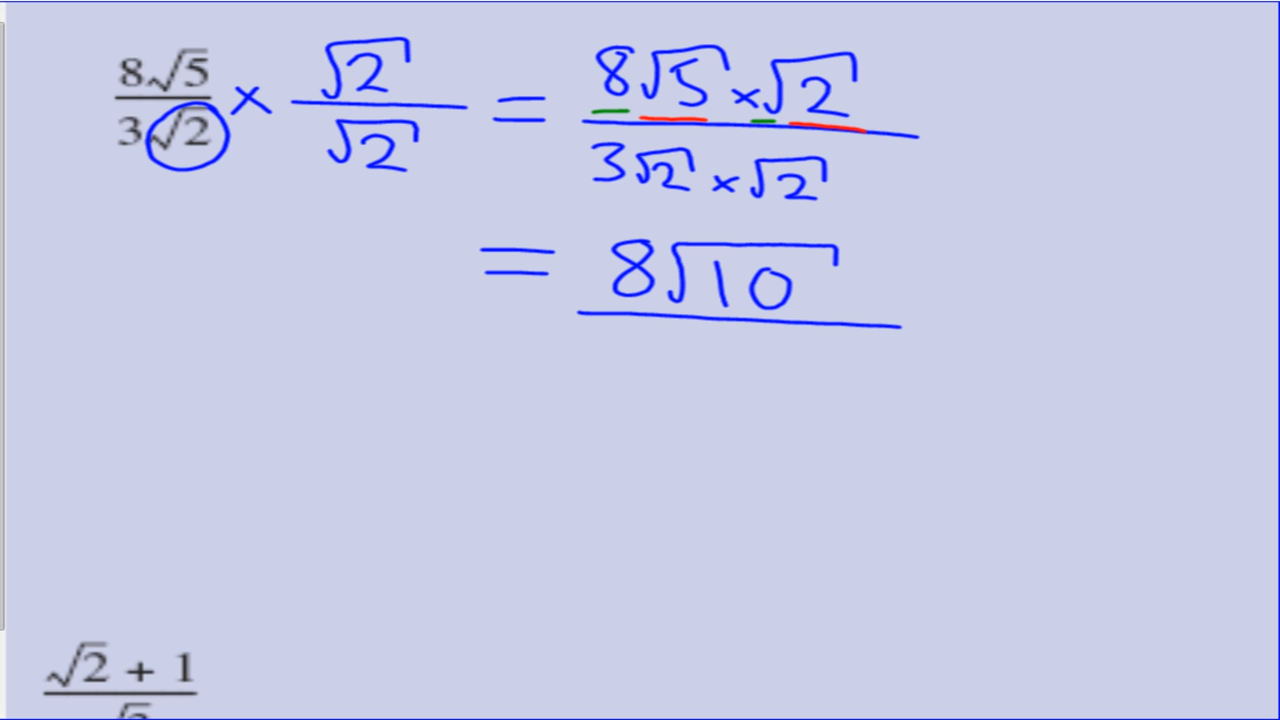 8√5/3√2 × √2/√2 = 8√5 × √2/3√2 × √2
= 8√10
√2 + 1